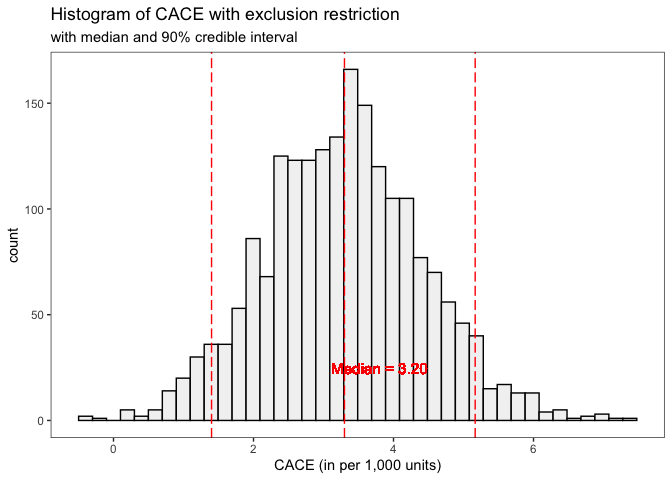 Histogram of CACE with exclusion restriction
with median and 90% credible interval
150
100
50
0
count
Median = 3.20
0 2 4 6
CACE (in per 1,000 units)